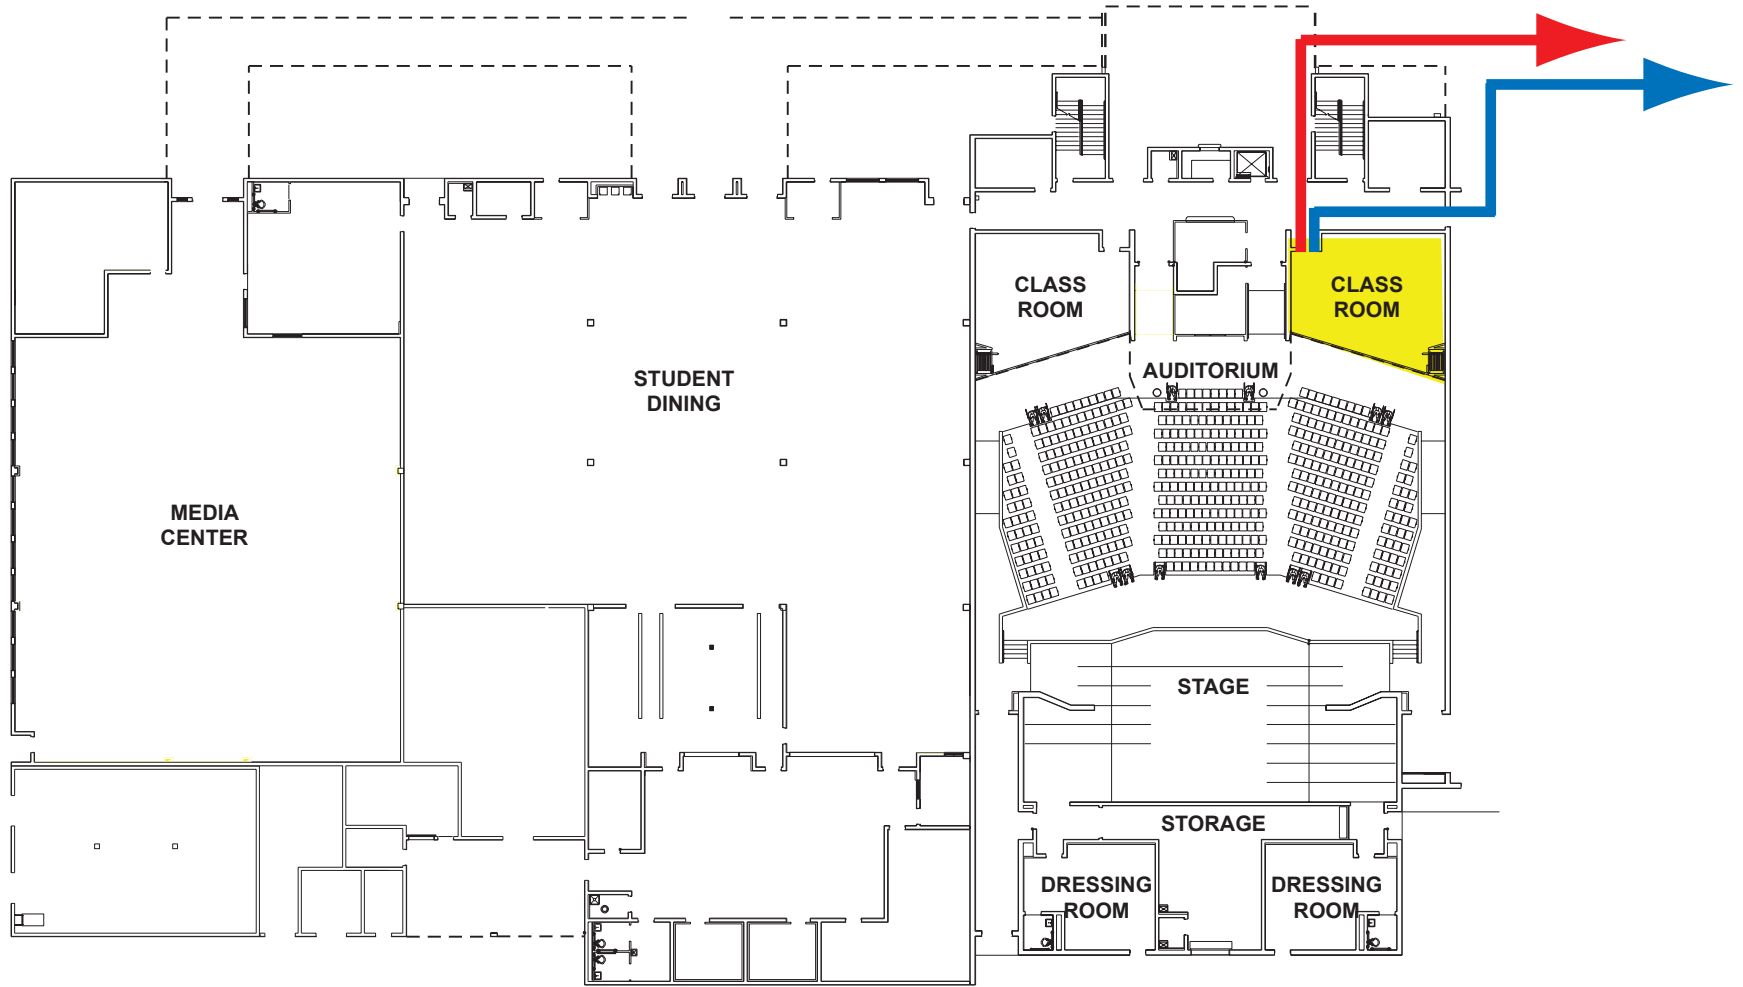 CLASS
ROOM
CLASS
ROOM
AUDITORIUM
STUDENT
DINING
MEDIA
CENTER
STAGE
STORAGE
DRESSING
ROOM
DRESSING
ROOM